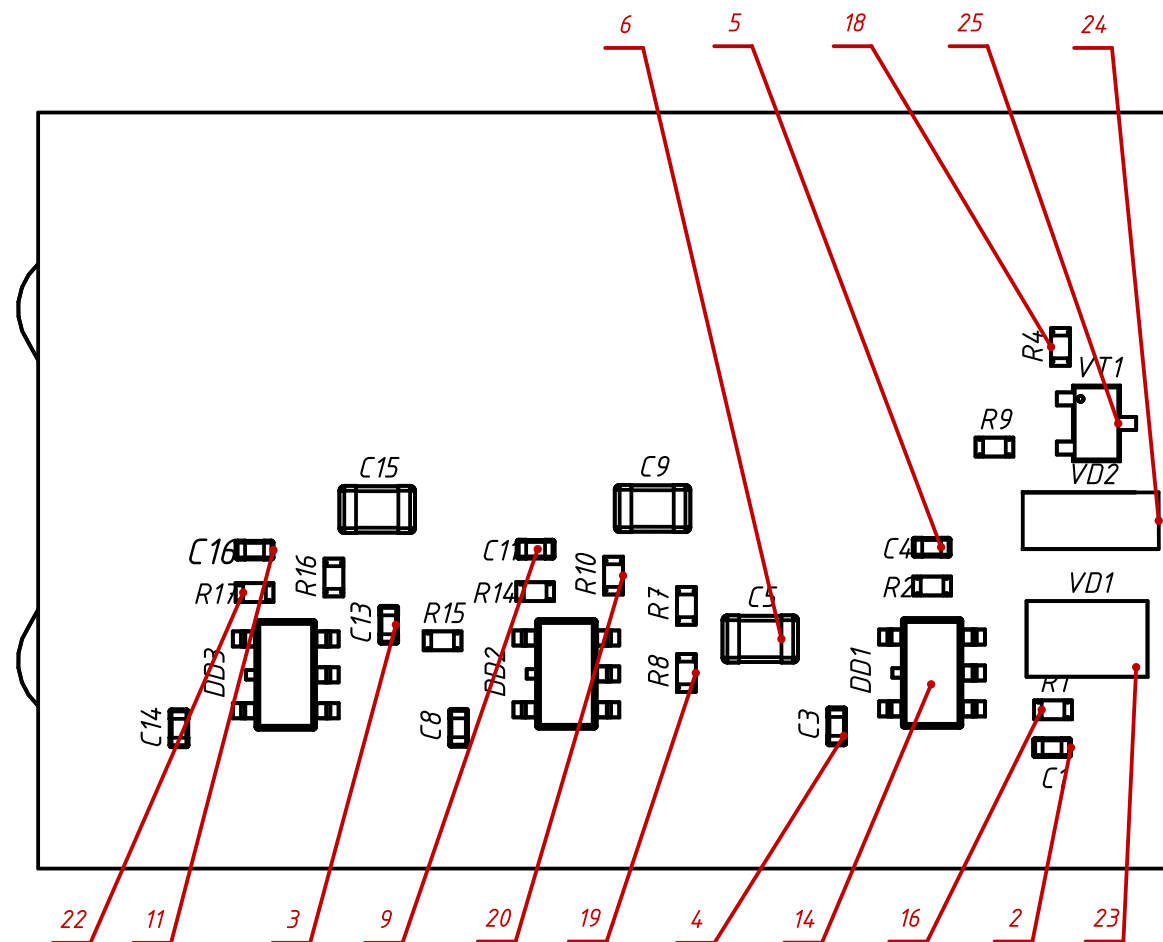 6 5 18 25 24
R4
VT1
R9
VD2
C15 C9
C16 C11 C4
R16 R10
R17 R14 R7 R2 VD1
C13 R15 C5
DD3 DD2 R8 DD1
R1
C14 C8 C3
C1
22 11 3 9 20 19 4 14 16 2 23